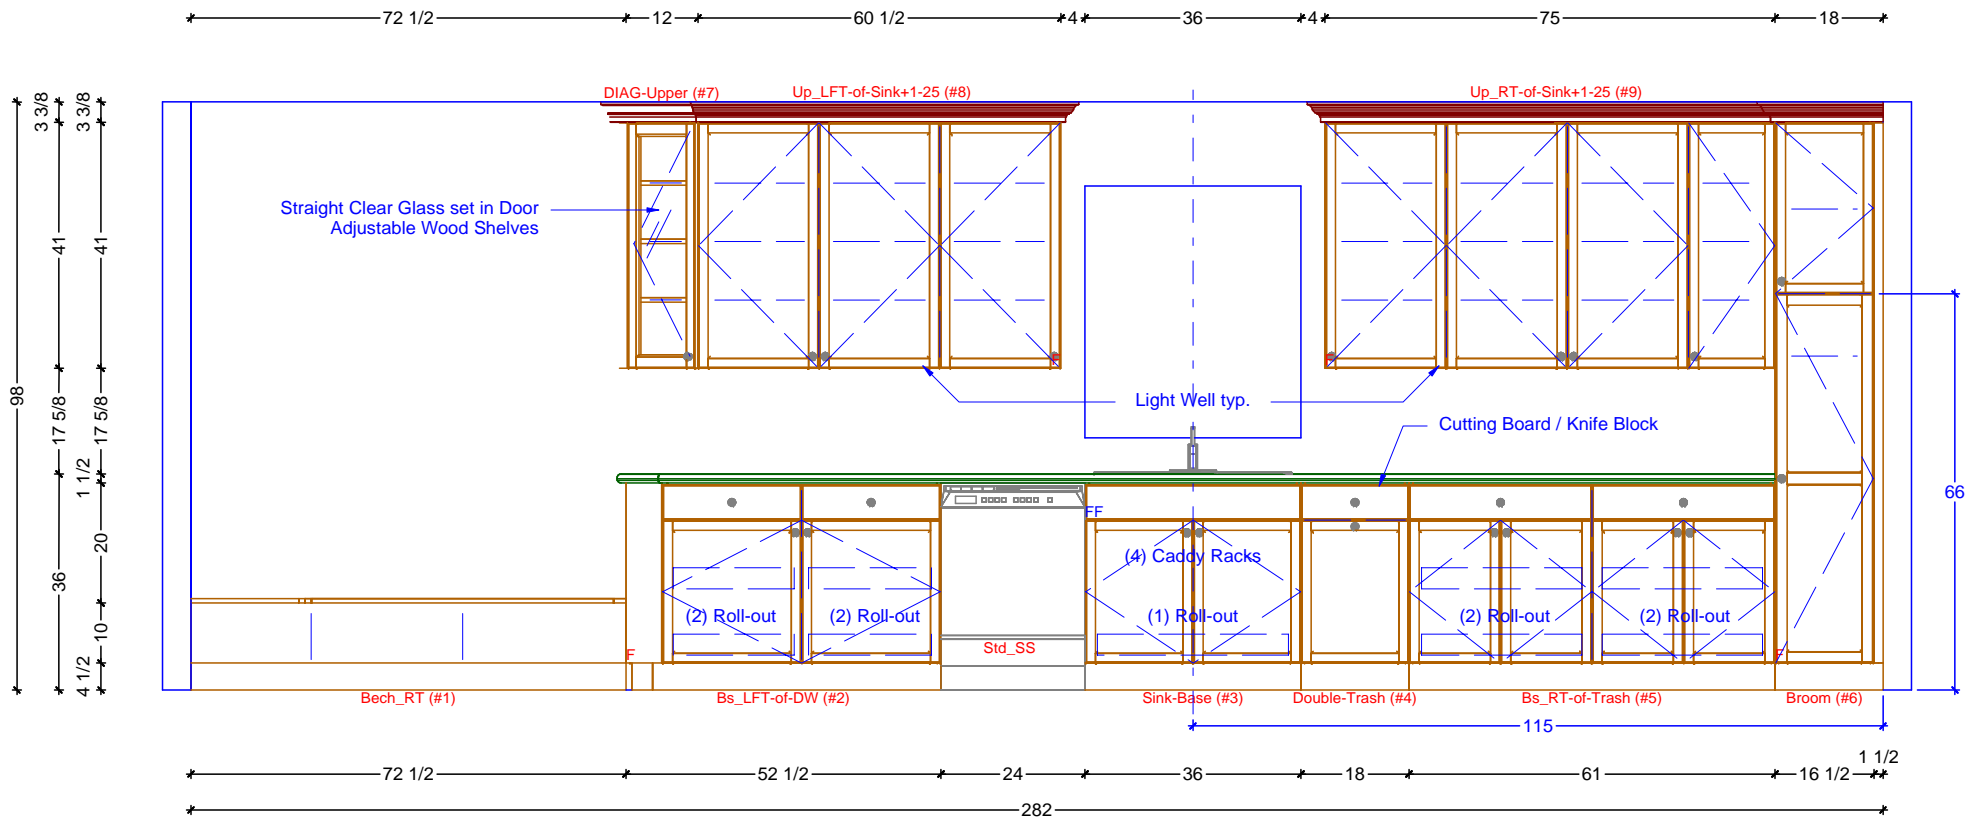 72 1/2
12
60 1/2
4
36
4
75
18
DIAG-Upper (#7)
Up_LFT-of-Sink+1-25 (#8)
Up_RT-of-Sink+1-25 (#9)
3 3/8
3 3/8
Straight Clear Glass set in Door
Adjustable Wood Shelves
41
41
F
F
98
17 5/8
17 5/8
Light Well typ.
Cutting Board / Knife Block
1 1/2
66
FF
20
36
(4) Caddy Racks
(2) Roll-out
(2) Roll-out
(1) Roll-out
(2) Roll-out
(2) Roll-out
10
Std_SS
F
F
4 1/2
Bech_RT (#1)
Bs_LFT-of-DW (#2)
Sink-Base (#3)
Double-Trash (#4)
Bs_RT-of-Trash (#5)
Broom (#6)
115
1 1/2
72 1/2
52 1/2
24
36
18
61
16 1/2
282